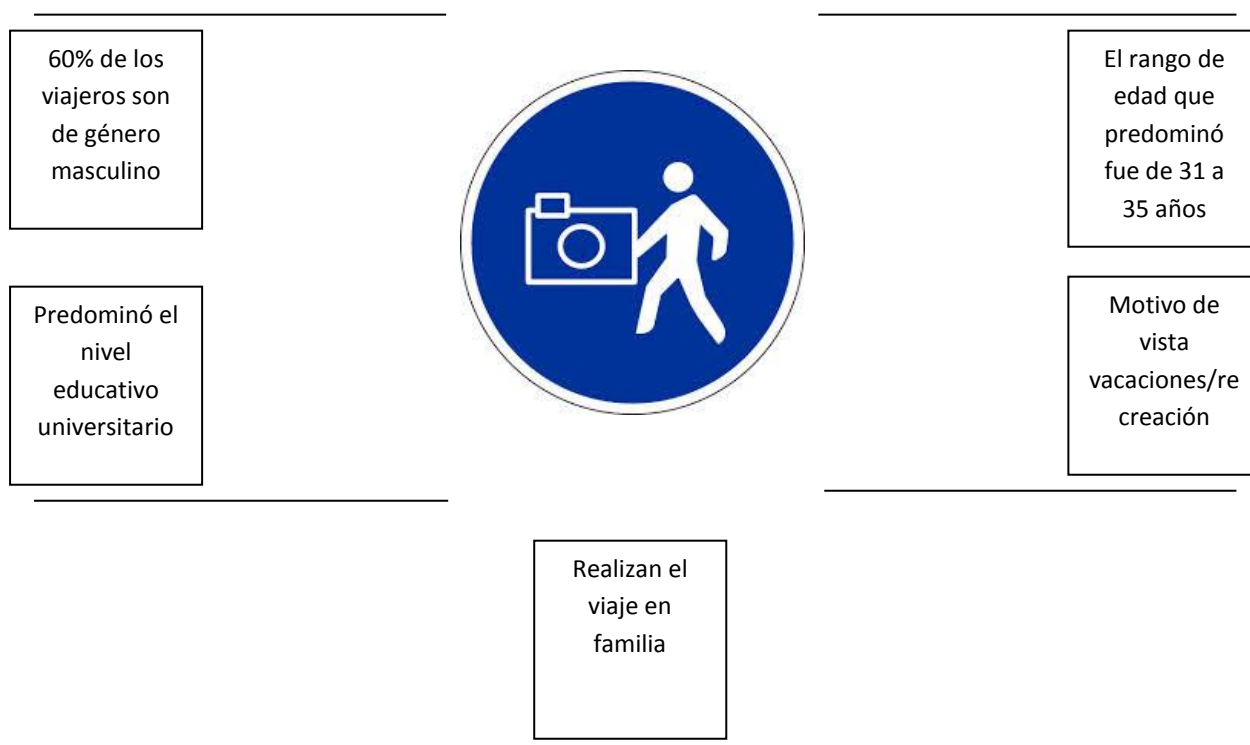 60% de los
viajeros son
de género
masculino
El rango de
edad que
predominó
fue de 31 a
35 años
Predominó el
nivel
educativo
universitario
Motivo de
vista
vacaciones/re
creación
Realizan el
viaje en
familia